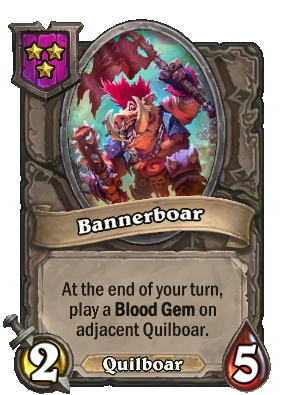 Bannerboar
At the end of your turn,
play a Blood Gem on
adjacent Quilboar.
2
Quilboar
5